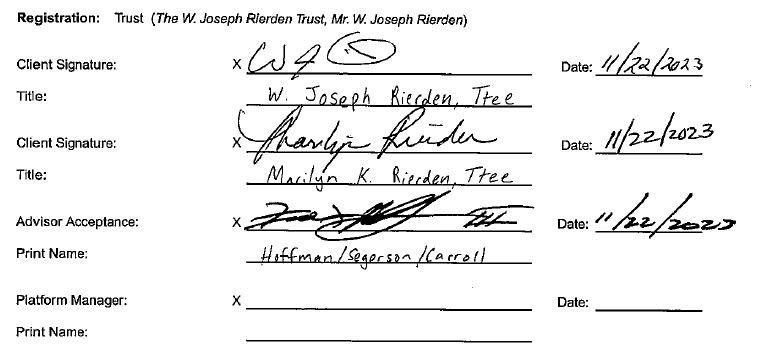 Registration: Trust (The W. Joseph Rierden Trust, Mr. W. Joseph Rierden)
Client Signature: X W J Date: 11/22/2023
Title: W. Joseph Rierden, Ttee
Client Signature: X Marilyn Rierden Date: 11/22/2023
Title: Marilyn K. Rierden, Ttee
Advisor Acceptance: X III Date: 11/22/2023
Print Name: Hoffman/Segerson/Carroll
Platform Manager: X Date:
Print Name: